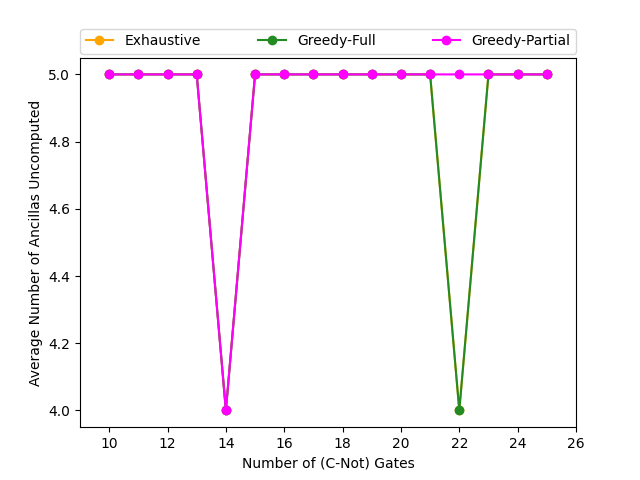 Exhaustive Greedy-Full Greedy-Partial
5.0
4.8
4.6
4.4
4.2
4.0
Average Number of Ancillas Uncomputed
10 12 14 16 18 20 22 24 26
Number of (C-Not) Gates